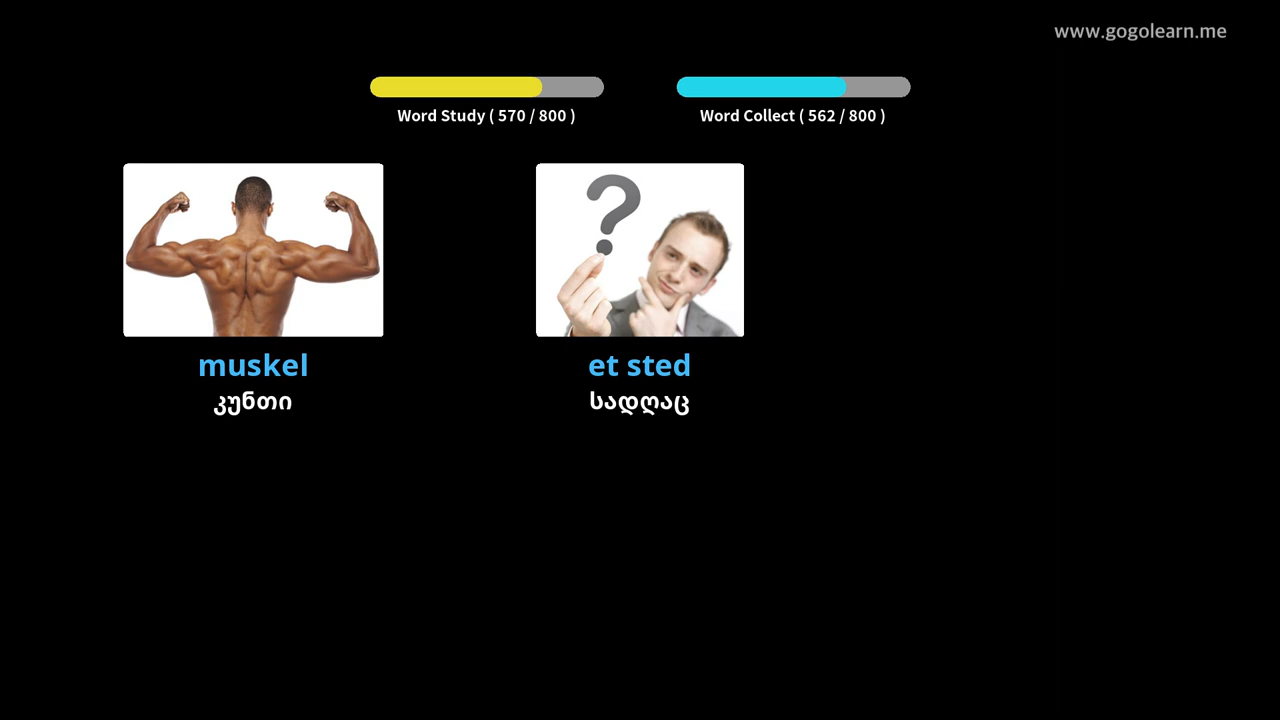 www.gogolearn.me
Word Study ( 570 / 800 )
Word Collect ( 562 / 800 )
muskel
et sted
კუნთი
სადღაც